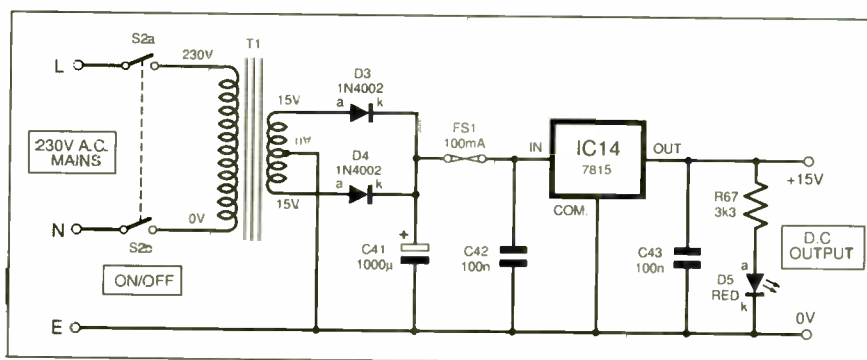 S2a
230V
T1
L
D3
1N4002
15V
a
k
FS1
100mA
IN
IC14
7815
OUT
230V A.C.
MAINS
0V
D4
1N4002
a
k
15V
COM.
+15V
R67
3k3
N
0V
+
C41
1000µ
C42
100n
C43
100n
a
D5
RED
k
D.C
OUTPUT
ON/OFF
E
0V